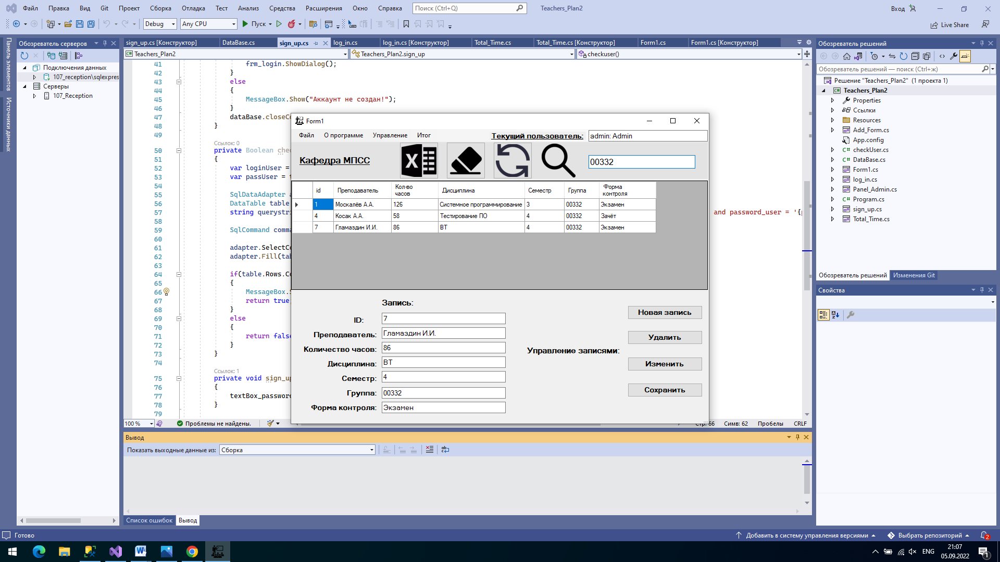 Файл Правка Вид Git Проект Сборка Отладка Тест Анализ Средства Расширения Окно Справка Поиск (Ctrl+Q) Teachers_Plan2 Вход
Debug Any CPU Пуск Live Share
Панель элементов
Источники данных
Обозреватель серверов
Подключения данных
107_reception\sqlexpres
Серверы
107_Reception
sign_up.cs [Конструктор] DataBase.cs sign_up.cs log_in.cs log_in.cs [Конструктор] Total_Time.cs Total_Time.cs [Конструктор] Form1.cs Form1.cs [Конструктор]
Teachers_Plan2 Teachers_Plan2.sign_up checkuser()
41 frm_login.ShowDialog();
42 }
43 else
44 {
45 MessageBox.Show("Аккаунт не создан!");
46 }
47 dataBase.closeCo
48 }
49
Ссылок: 0
50 private Boolean chec
51 {
52 var loginUser =
53 var passUser = t
54
55 SqlDataAdapter a
56 DataTable table
57 string querystri and password_user = '{
58
59 SqlCommand comma
60
61 adapter.SelectCo
62 adapter.Fill(tab
63
64 if(table.Rows.Co
65 {
66 MessageBox.S
67 return true
68 }
69 else
70 {
71 return false
72 }
73 }
74
Ссылок: 1
75 private void sign_up
76 {
77 textBox_password
78 }
79
100 % Проблемы не найдены. Стр: 66 Симв: 62 Пробелы CRLF
Form1
Файл О программе Управление Итог Текущий пользователь: admin: Admin
Кафедра МПСС X 00332
id Преподаватель Кол-во часов Дисциплина Семестр Группа Форма контроля
1 Москалёв А.А. 126 Системное программирование 3 00332 Экзамен
4 Косак А.А. 58 Тестирование ПО 4 00332 Зачёт
7 Гламаздин И.И. 86 ВТ 4 00332 Экзамен
Запись:
ID: 7
Преподаватель: Гламаздин И.И.
Количество часов: 86
Дисциплина: ВТ
Семестр: 4
Группа: 00332
Форма контроля: Экзамен
Управление записями:
Новая запись
Удалить
Изменить
Сохранить
Вывод
Показать выходные данные из: Сборка
Список ошибок Вывод
Обозреватель решений
Обозреватель решений — поиск (Ctrl+ж)
Решение "Teachers_Plan2" (1 проекта 1)
Teachers_Plan2
Properties
Ссылки
Resources
Add_Form.cs
App.config
checkUser.cs
DataBase.cs
Form1.cs
log_in.cs
Panel_Admin.cs
Program.cs
sign_up.cs
Total_Time.cs
Обозреватель решений Изменения Git
Свойства
Готово Добавить в систему управления версиями Выбрать репозиторий 2
ENG 21:07
05.09.2022 1